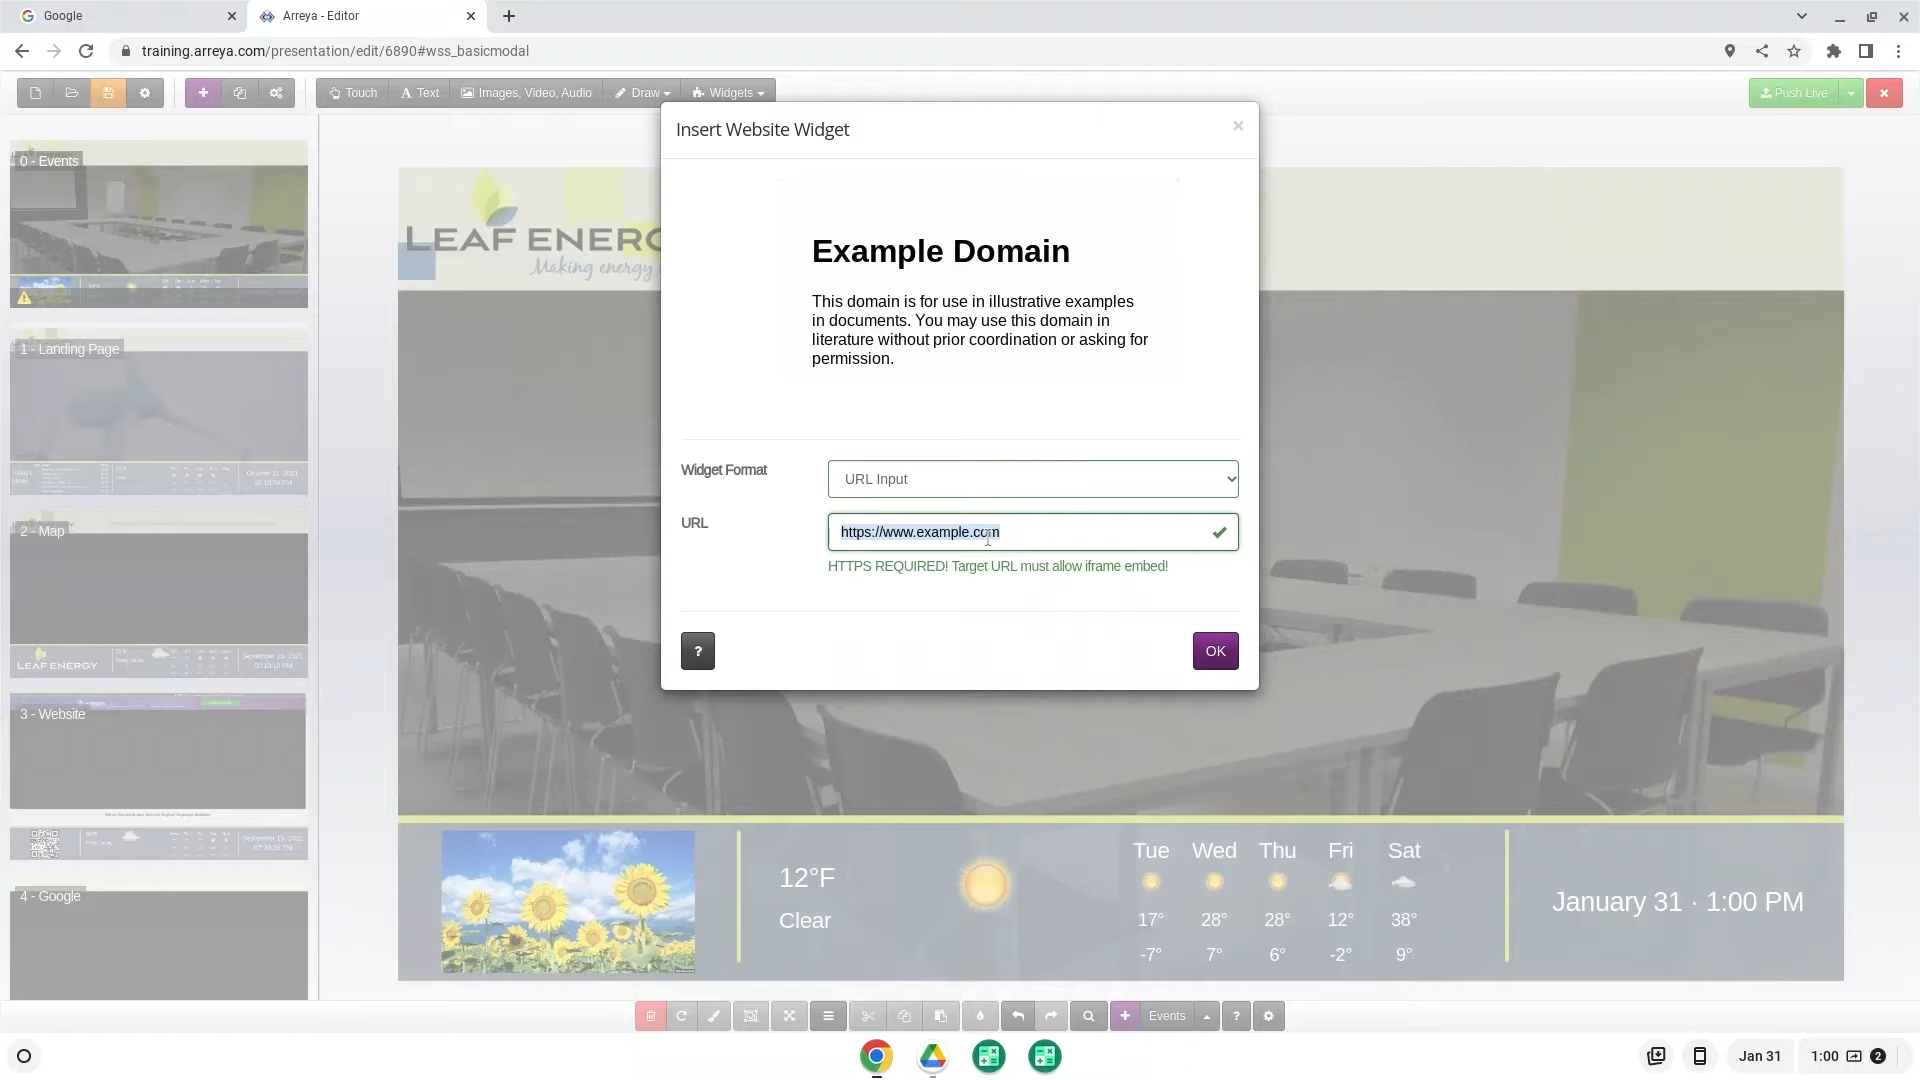 Google
Arreya - Editor
training.arreya.com/presentation/edit/6890#wss_basicmodal
Touch
Text
Images, Video, Audio
Draw
Widgets
Push Live
Insert Website Widget
Example Domain
This domain is for use in illustrative examples
in documents. You may use this domain in
literature without prior coordination or asking for
permission.
Widget Format
URL Input
URL
https://www.example.com
HTTPS REQUIRED! Target URL must allow iframe embed!
?
OK
0 - Events
1 - Landing Page
October 21, 2021
2 - Map
LEAF ENERGY
3 - Website
4 - Google
LEAF ENERG
Making energy
12°F
Clear
Tue Wed Thu Fri Sat
17° 28° 28° 12° 38°
-7° 7° 6° -2° 9°
January 31 · 1:00 PM
Events
?
Jan 31
1:00
2